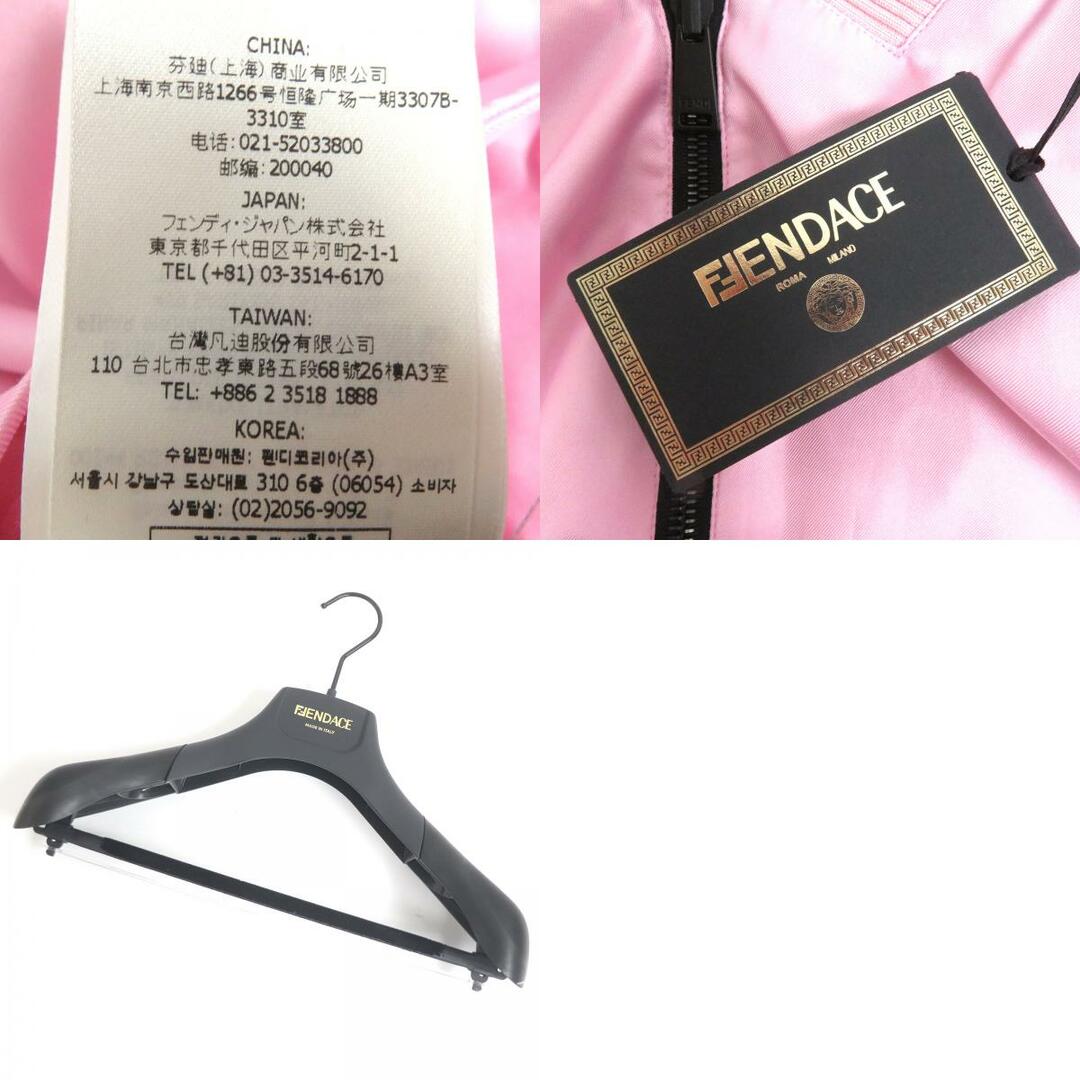 CHINA:
芬迪(上海)商业有限公司
上海南京西路1266号恒隆广场一期3307B-
3310室
电话:021-52033800
邮编:200040
JAPAN:
フェンディ・ジャパン株式会社
東京都千代田区平河町2-1-1
TEL (+81) 03-3514-6170
TAIWAN:
台灣凡迪股份有限公司
110 台北市忠孝東路五段68號26樓A3室
TEL: +886 2 3518 1888
KOREA:
수입판매원: 펜디코리아(주)
서울시 강남구 도산대로 310 6층 (06054) 소비자
상담실: (02)2056-9092
FENDI
FENDACE
ROMA MILANO
FENDACE
MADE IN ITALY